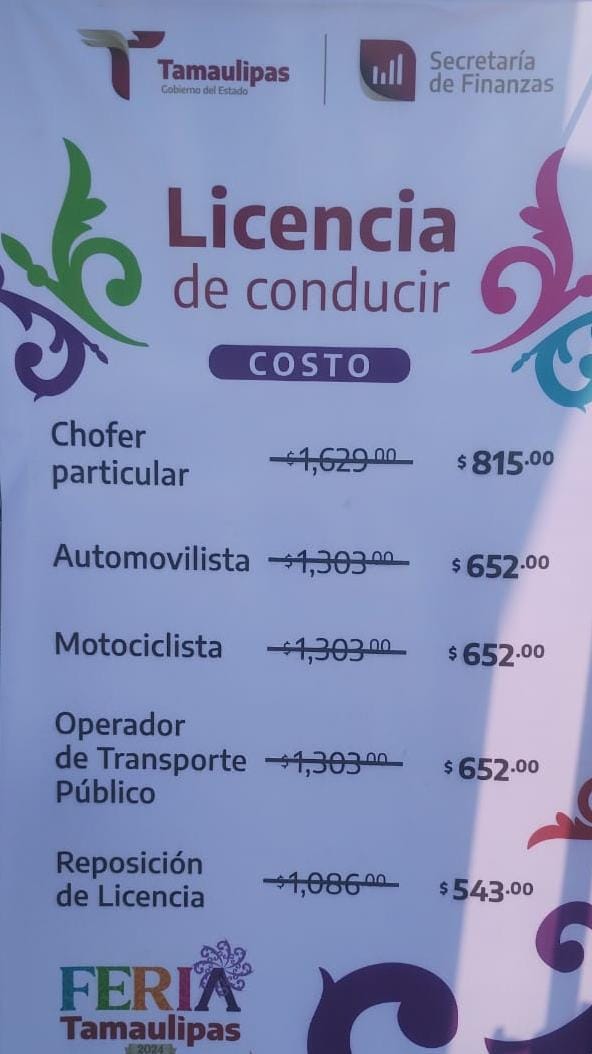 Tamaulipas
Gobierno del Estado
Secretaría
de Finanzas
Licencia
de conducir
COSTO
Chofer
particular
$1,629.00 $815.00
Automovilista $1,303.00 $652.00
Motociclista $1,303.00 $652.00
Operador
de Transporte $1,303.00 $652.00
Público
Reposición
de Licencia $1,086.00 $543.00
FERIA
Tamaulipas
2024